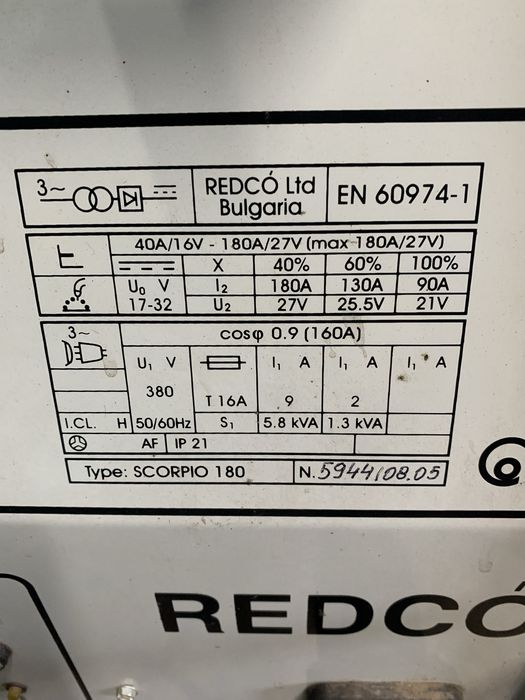 3~ REDCÓ Ltd EN 60974-1
Bulgaria
40A/16V - 180A/27V (max 180A/27V)
X 40% 60% 100%
U₀ V I₂ 180A 130A 90A
17-32 U₂ 27V 25.5V 21V
3~ cosφ 0.9 (160A)
U₁ V I₁ A I₁ A I₁ A
380 T 16A 9 2
I.CL. H 50/60Hz S₁ 5.8 kVA 1.3 kVA
AF IP 21
Type: SCORPIO 180 N. 5944/08.05
REDCÓ